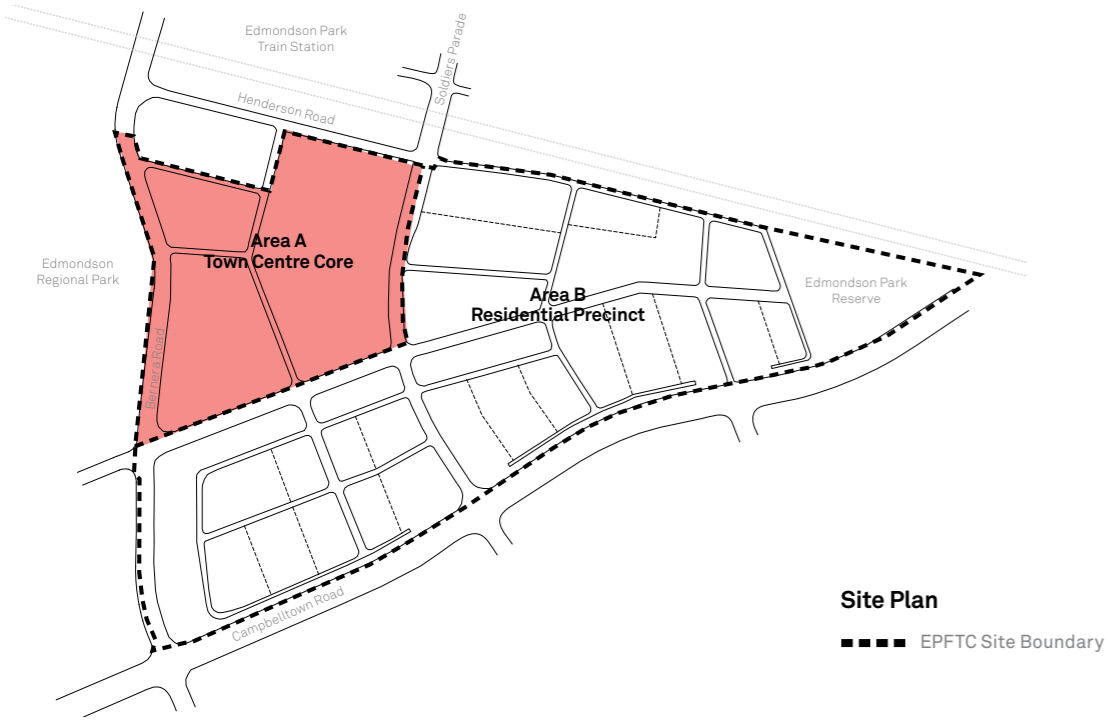 Edmondson Park
Train Station
Soldiers Parade
Henderson Road
Area A
Town Centre Core
Edmondson
Regional Park
Bernera Road
Area B
Residential Precinct
Edmondson Park
Reserve
Campbelltown Road
Site Plan
EPFTC Site Boundary